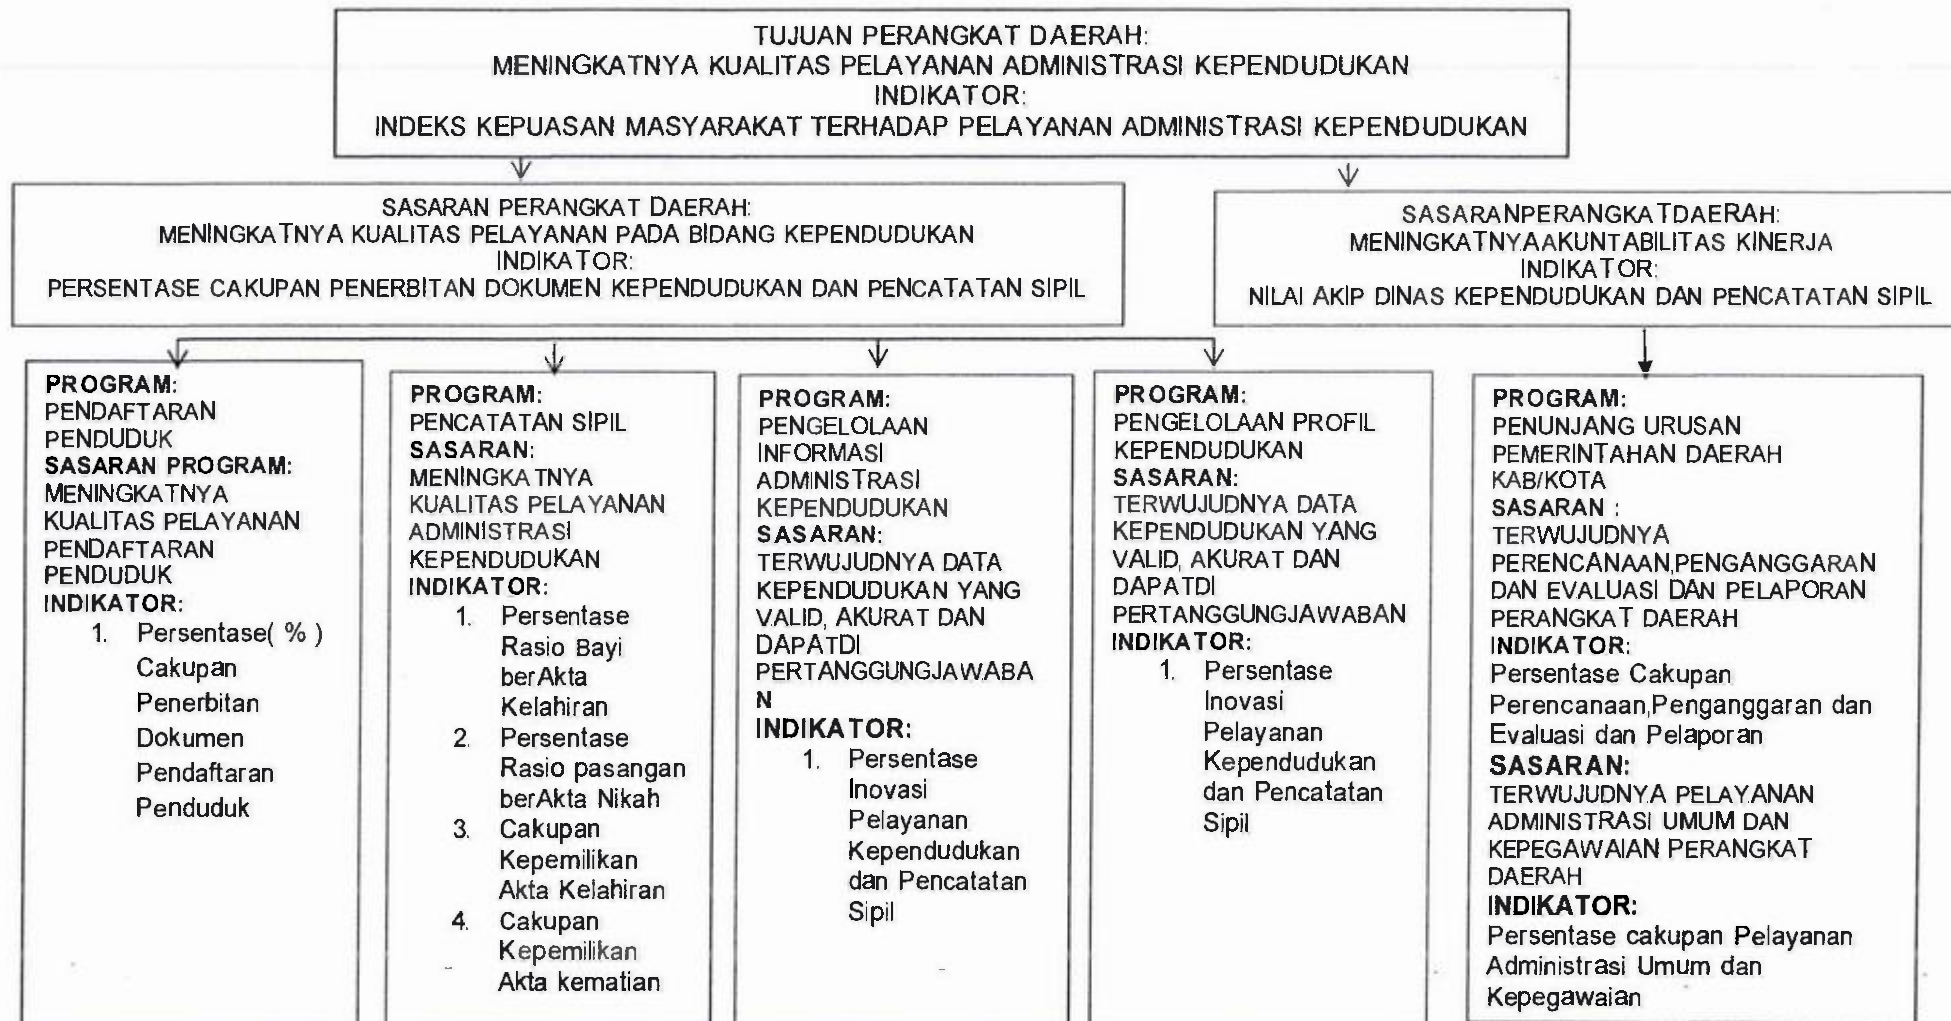 TUJUAN PERANGKAT DAERAH:
MENINGKATNYA KUALITAS PELAYANAN ADMINISTRASI KEPENDUDUKAN
INDIKATOR:
INDEKS KEPUASAN MASYARAKAT TERHADAP PELAYANAN ADMINISTRASI KEPENDUDUKAN
SASARAN PERANGKAT DAERAH:
MENINGKATNYA KUALITAS PELAYANAN PADA BIDANG KEPENDUDUKAN
INDIKATOR:
PERSENTASE CAKUPAN PENERBITAN DOKUMEN KEPENDUDUKAN DAN PENCATATAN SIPIL
SASARANPERANGKATDAERAH:
MENINGKATNYAAKUNTABILITAS KINERJA
INDIKATOR:
NILAI AKIP DINAS KEPENDUDUKAN DAN PENCATATAN SIPIL
PROGRAM:
PENDAFTARAN
PENDUDUK
SASARAN PROGRAM:
MENINGKATNYA
KUALITAS PELAYANAN
PENDAFTARAN
PENDUDUK
INDIKATOR:
1. Persentase( % )
Cakupan
Penerbitan
Dokumen
Pendaftaran
Penduduk
PROGRAM:
PENCATATAN SIPIL
SASARAN:
MENINGKATNYA
KUALITAS PELAYANAN
ADMINISTRASI
KEPENDUDUKAN
INDIKATOR:
1. Persentase
Rasio Bayi
berAkta
Kelahiran
2. Persentase
Rasio pasangan
berAkta Nikah
3. Cakupan
Kepemilikan
Akta Kelahiran
4. Cakupan
Kepemilikan
Akta kematian
PROGRAM:
PENGELOLAAN
INFORMASI
ADMINISTRASI
KEPENDUDUKAN
SASARAN:
TERWUJUDNYA DATA
KEPENDUDUKAN YANG
VALID, AKURAT DAN
DAPATDI
PERTANGGUNGJAWABA
N
INDIKATOR:
1. Persentase
Inovasi
Pelayanan
Kependudukan
dan Pencatatan
Sipil
PROGRAM:
PENGELOLAAN PROFIL
KEPENDUDUKAN
SASARAN:
TERWUJUDNYA DATA
KEPENDUDUKAN YANG
VALID, AKURAT DAN
DAPATDI
PERTANGGUNGJAWABAN
INDIKATOR:
1. Persentase
Inovasi
Pelayanan
Kependudukan
dan Pencatatan
Sipil
PROGRAM:
PENUNJANG URUSAN
PEMERINTAHAN DAERAH
KAB/KOTA
SASARAN :
TERWUJUDNYA
PERENCANAAN,PENGANGGARAN
DAN EVALUASI DAN PELAPORAN
PERANGKAT DAERAH
INDIKATOR:
Persentase Cakupan
Perencanaan,Penganggaran dan
Evaluasi dan Pelaporan
SASARAN:
TERWUJUDNYA PELAYANAN
ADMINISTRASI UMUM DAN
KEPEGAWAIAN PERANGKAT
DAERAH
INDIKATOR:
Persentase cakupan Pelayanan
Administrasi Umum dan
Kepegawaian